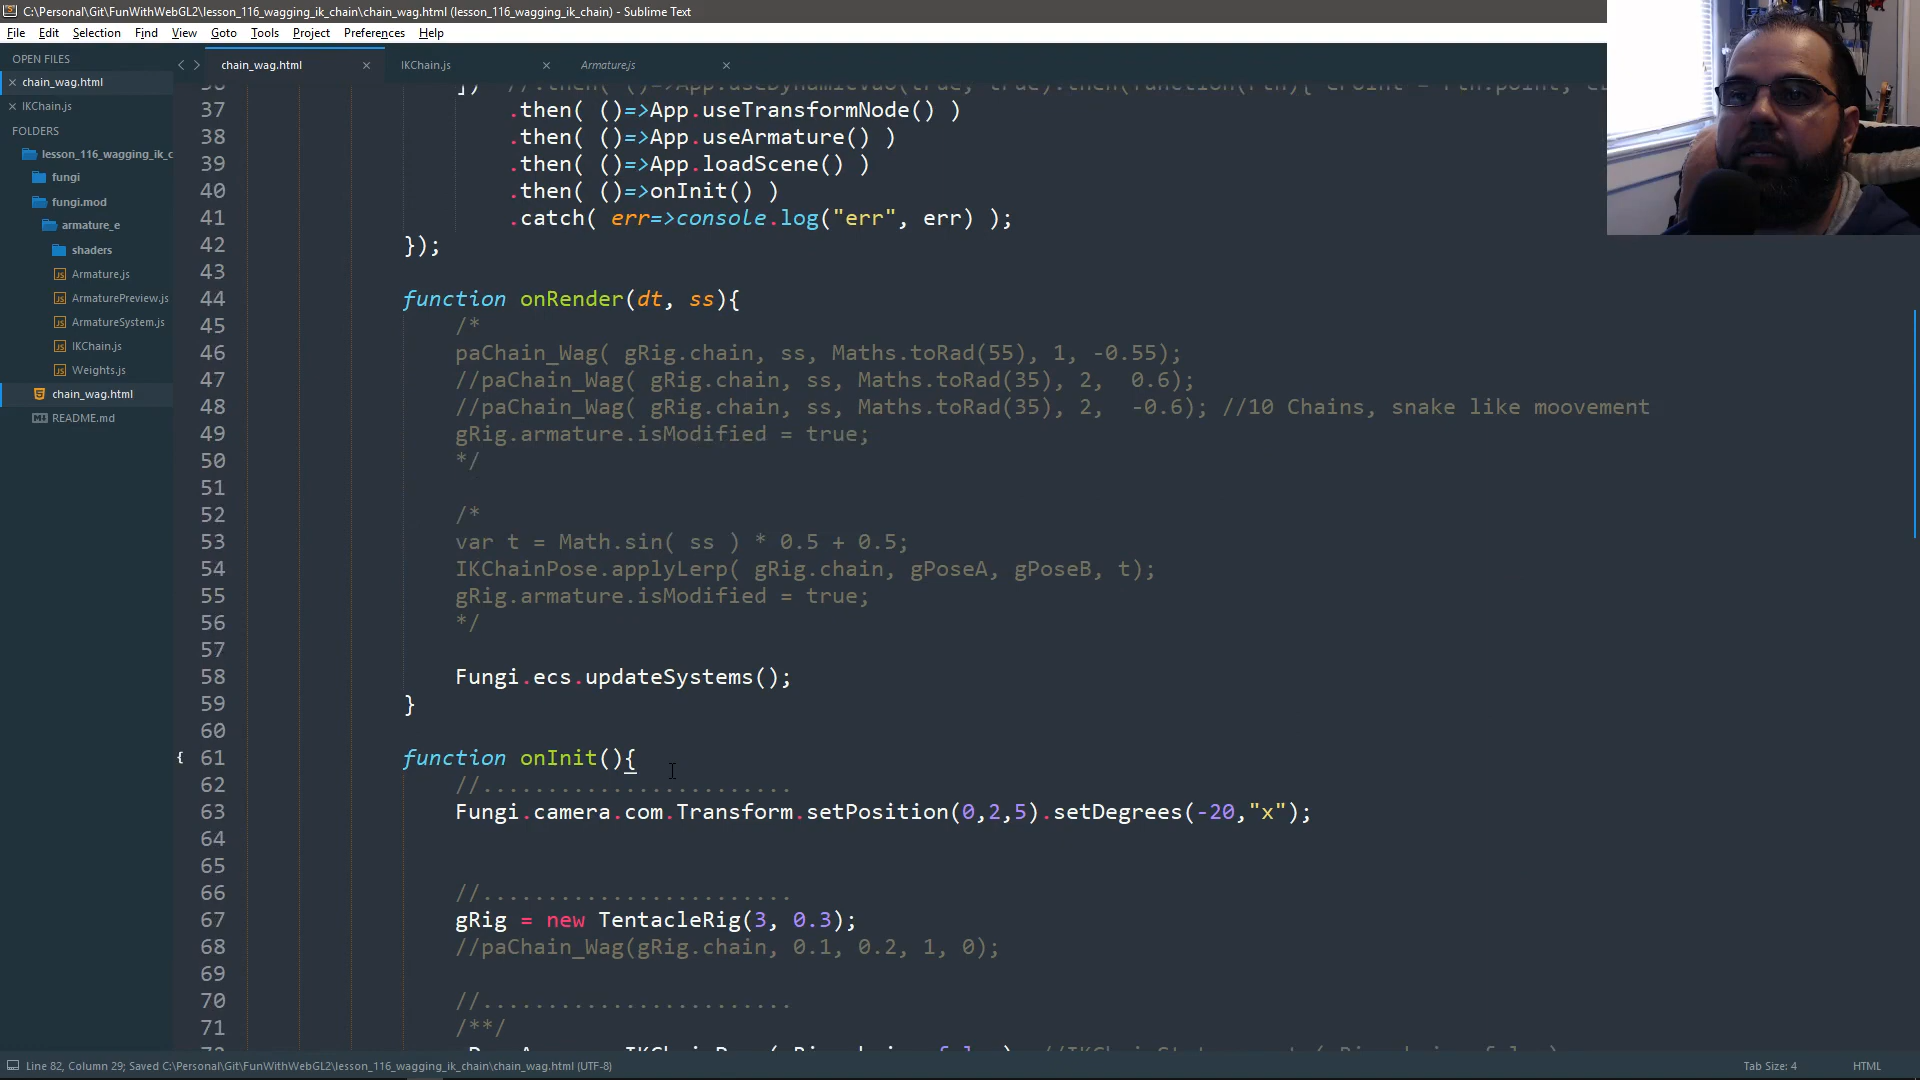 C:\Personal\Git\FunWithWebGL2\lesson_116_wagging_ik_chain\chain_wag.html (lesson_116_wagging_ik_chain) - Sublime Text
File Edit Selection Find View Goto Tools Project Preferences Help
OPEN FILES
chain_wag.html
IKChain.js
FOLDERS
lesson_116_wagging_ik_c
fungi
fungi.mod
armature_e
shaders
Armature.js
ArmaturePreview.js
ArmatureSystem.js
IKChain.js
Weights.js
chain_wag.html
README.md
chain_wag.html IKChain.js Armature.js
37 .then( ()=>App.useTransformNode() )
38 .then( ()=>App.useArmature() )
39 .then( ()=>App.loadScene() )
40 .then( ()=>onInit() )
41 .catch( err=>console.log("err", err) );
42 });
43
44 function onRender(dt, ss){
45 /*
46 paChain_Wag( gRig.chain, ss, Maths.toRad(55), 1, -0.55);
47 //paChain_Wag( gRig.chain, ss, Maths.toRad(35), 2, 0.6);
48 //paChain_Wag( gRig.chain, ss, Maths.toRad(35), 2, -0.6); //10 Chains, snake like moovement
49 gRig.armature.isModified = true;
50 */
51
52 /*
53 var t = Math.sin( ss ) * 0.5 + 0.5;
54 IKChainPose.applyLerp( gRig.chain, gPoseA, gPoseB, t);
55 gRig.armature.isModified = true;
56 */
57
58 Fungi.ecs.updateSystems();
59 }
60
{ 61 function onInit(){
62 //........................
63 Fungi.camera.com.Transform.setPosition(0,2,5).setDegrees(-20,"x");
64
65
66 //........................
67 gRig = new TentacleRig(3, 0.3);
68 //paChain_Wag(gRig.chain, 0.1, 0.2, 1, 0);
69
70 //........................
71 /**/
Line 82, Column 29; Saved C:\Personal\Git\FunWithWebGL2\lesson_116_wagging_ik_chain\chain_wag.html (UTF-8) Tab Size: 4 HTML